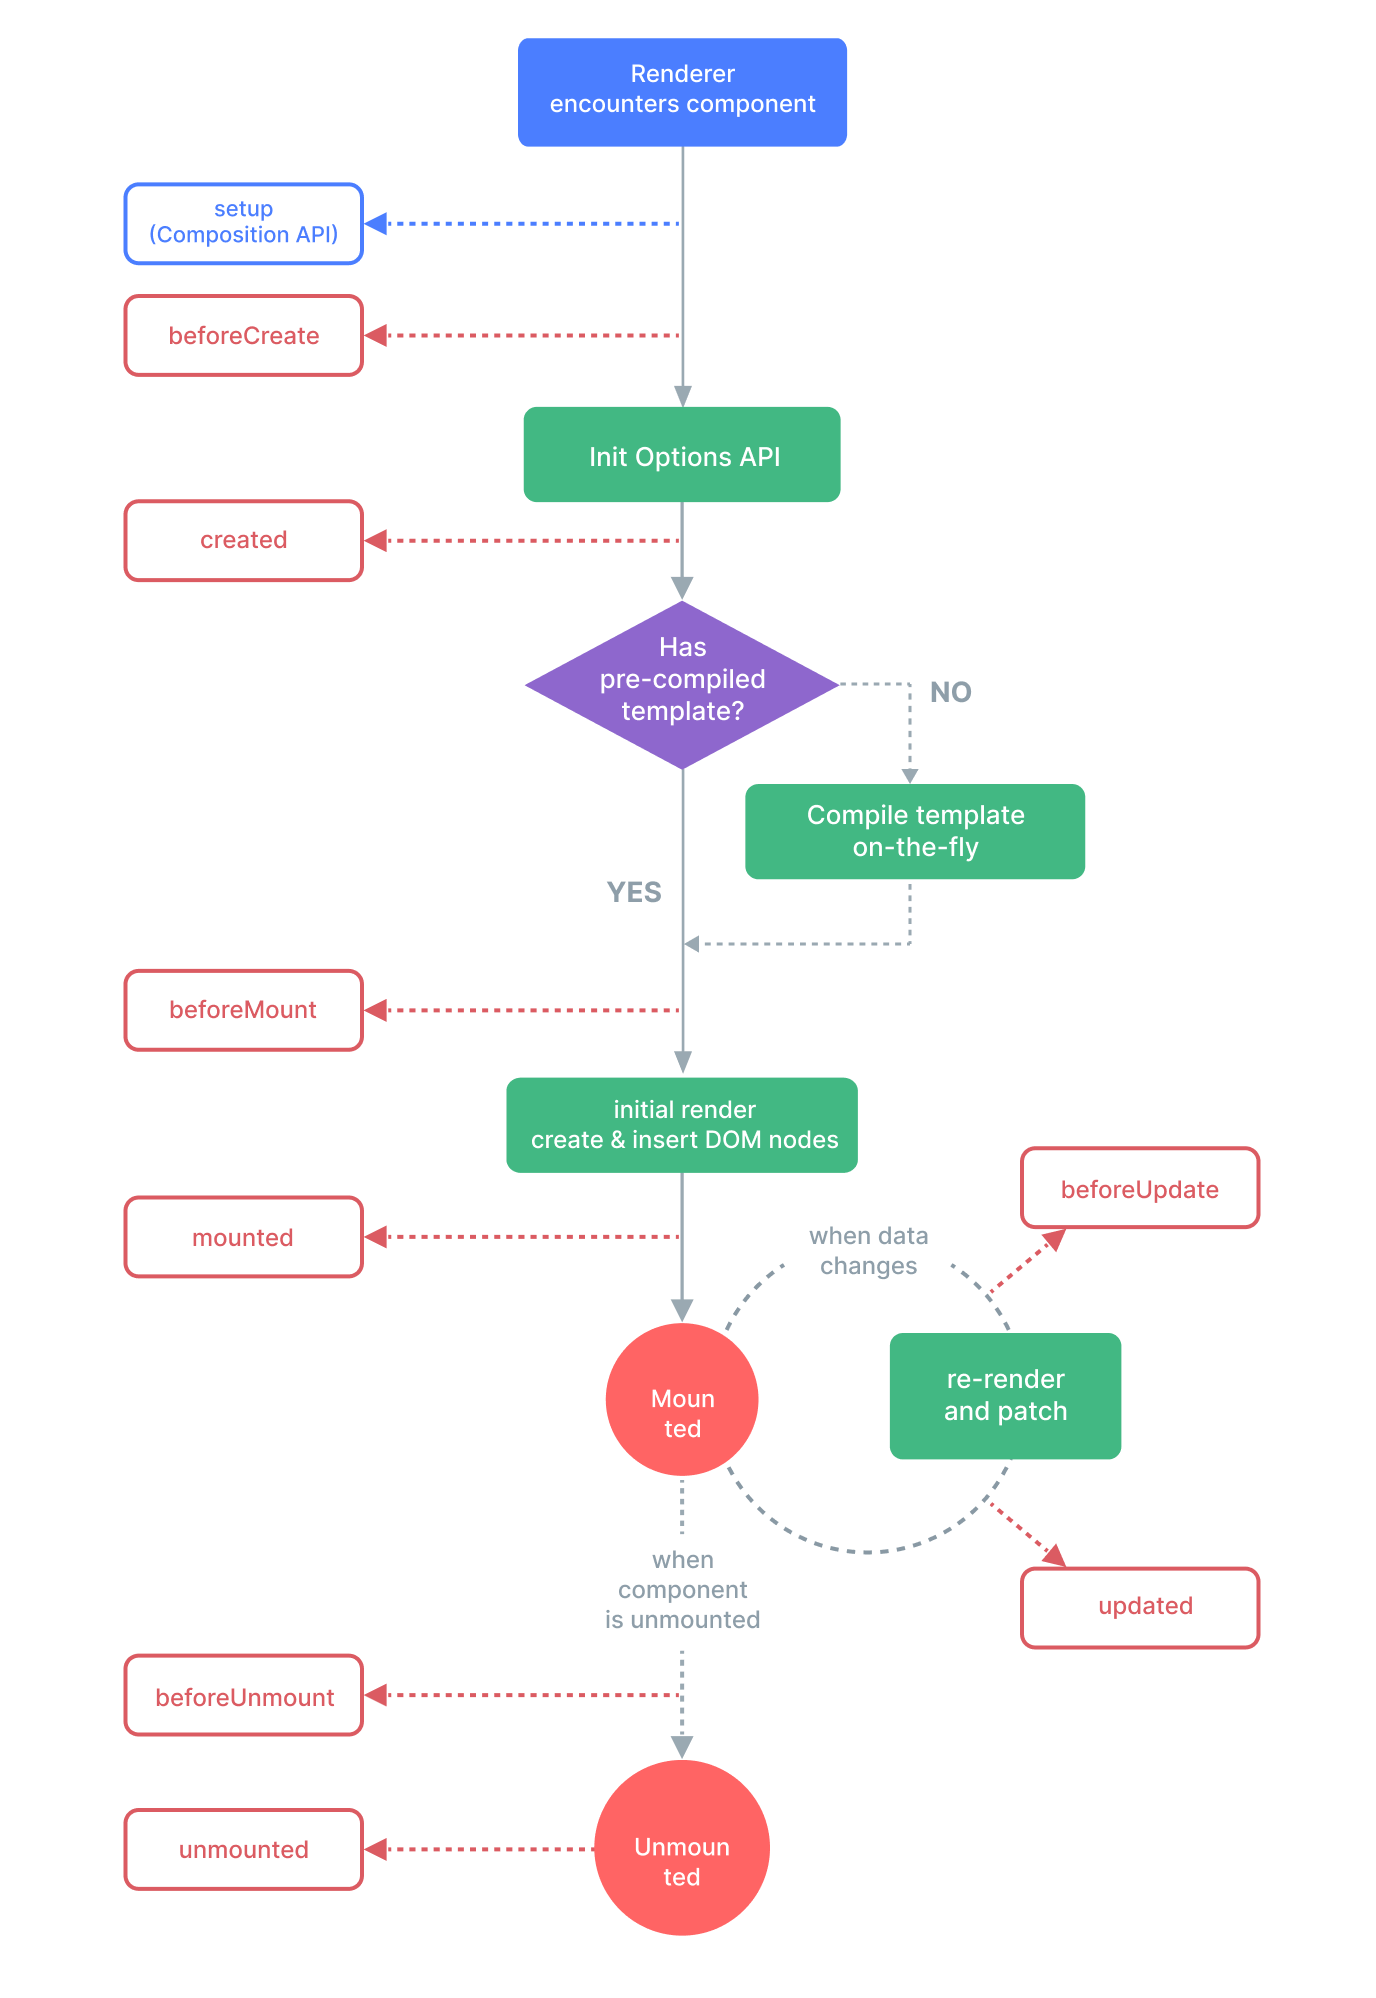 Renderer
encounters component
setup
(Composition API)
beforeCreate
Init Options API
created
Has
pre-compiled
template?
NO
Compile template
on-the-fly
YES
beforeMount
initial render
create & insert DOM nodes
beforeUpdate
mounted
when data
changes
Moun
ted
re-render
and patch
when
component
is unmounted
updated
beforeUnmount
unmounted
Unmoun
ted